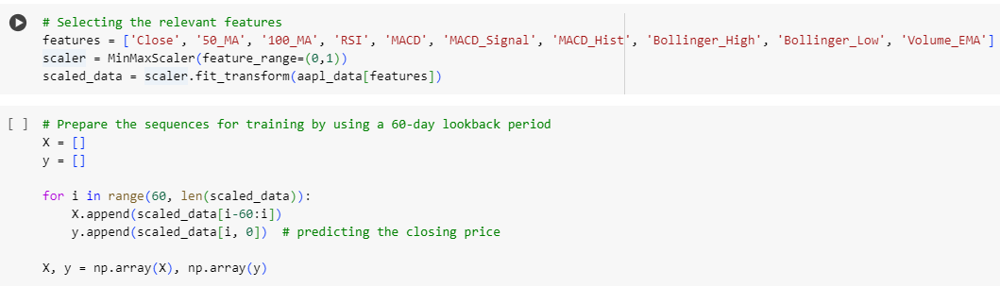 # Selecting the relevant features
features = ['Close', '50_MA', '100_MA', 'RSI', 'MACD', 'MACD_Signal', 'MACD_Hist', 'Bollinger_High', 'Bollinger_Low', 'Volume_EMA']
scaler = MinMaxScaler(feature_range=(0,1))
scaled_data = scaler.fit_transform(aapl_data[features])
[ ] # Prepare the sequences for training by using a 60-day lookback period
X = []
y = []
for i in range(60, len(scaled_data)):
    X.append(scaled_data[i-60:i])
    y.append(scaled_data[i, 0])  # predicting the closing price
X, y = np.array(X), np.array(y)